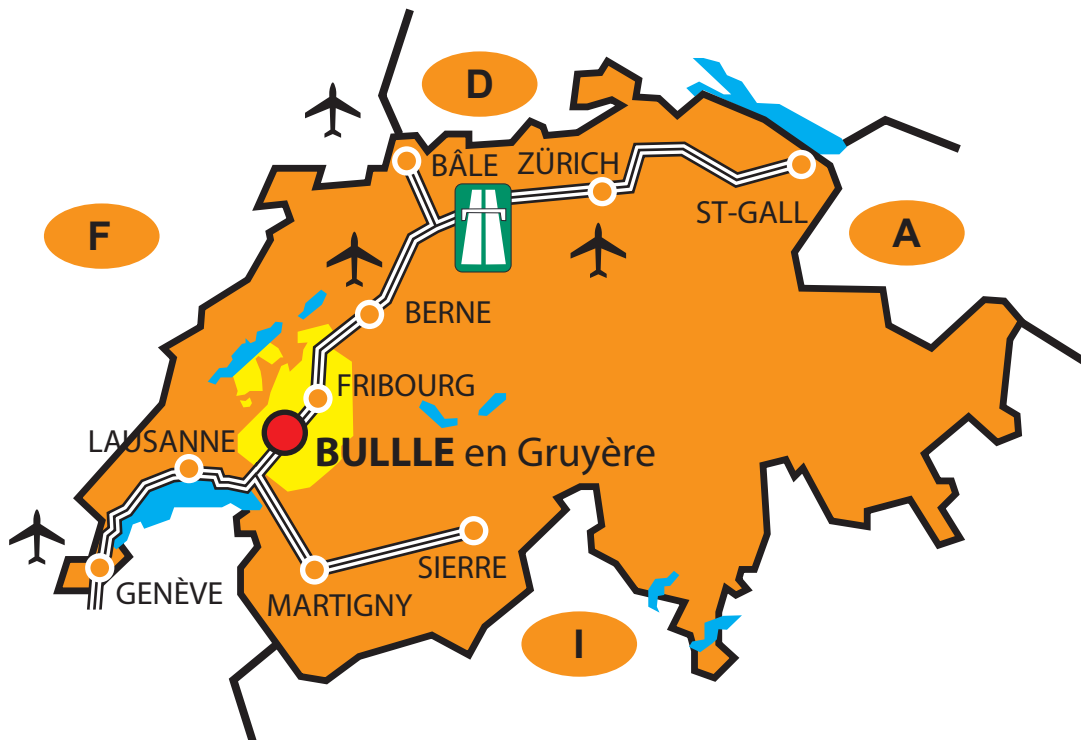 D
BÂLE
ZÜRICH
ST-GALL
F
A
BERNE
FRIBOURG
LAUSANNE
BULLLE en Gruyère
SIERRE
GENÈVE
MARTIGNY
I